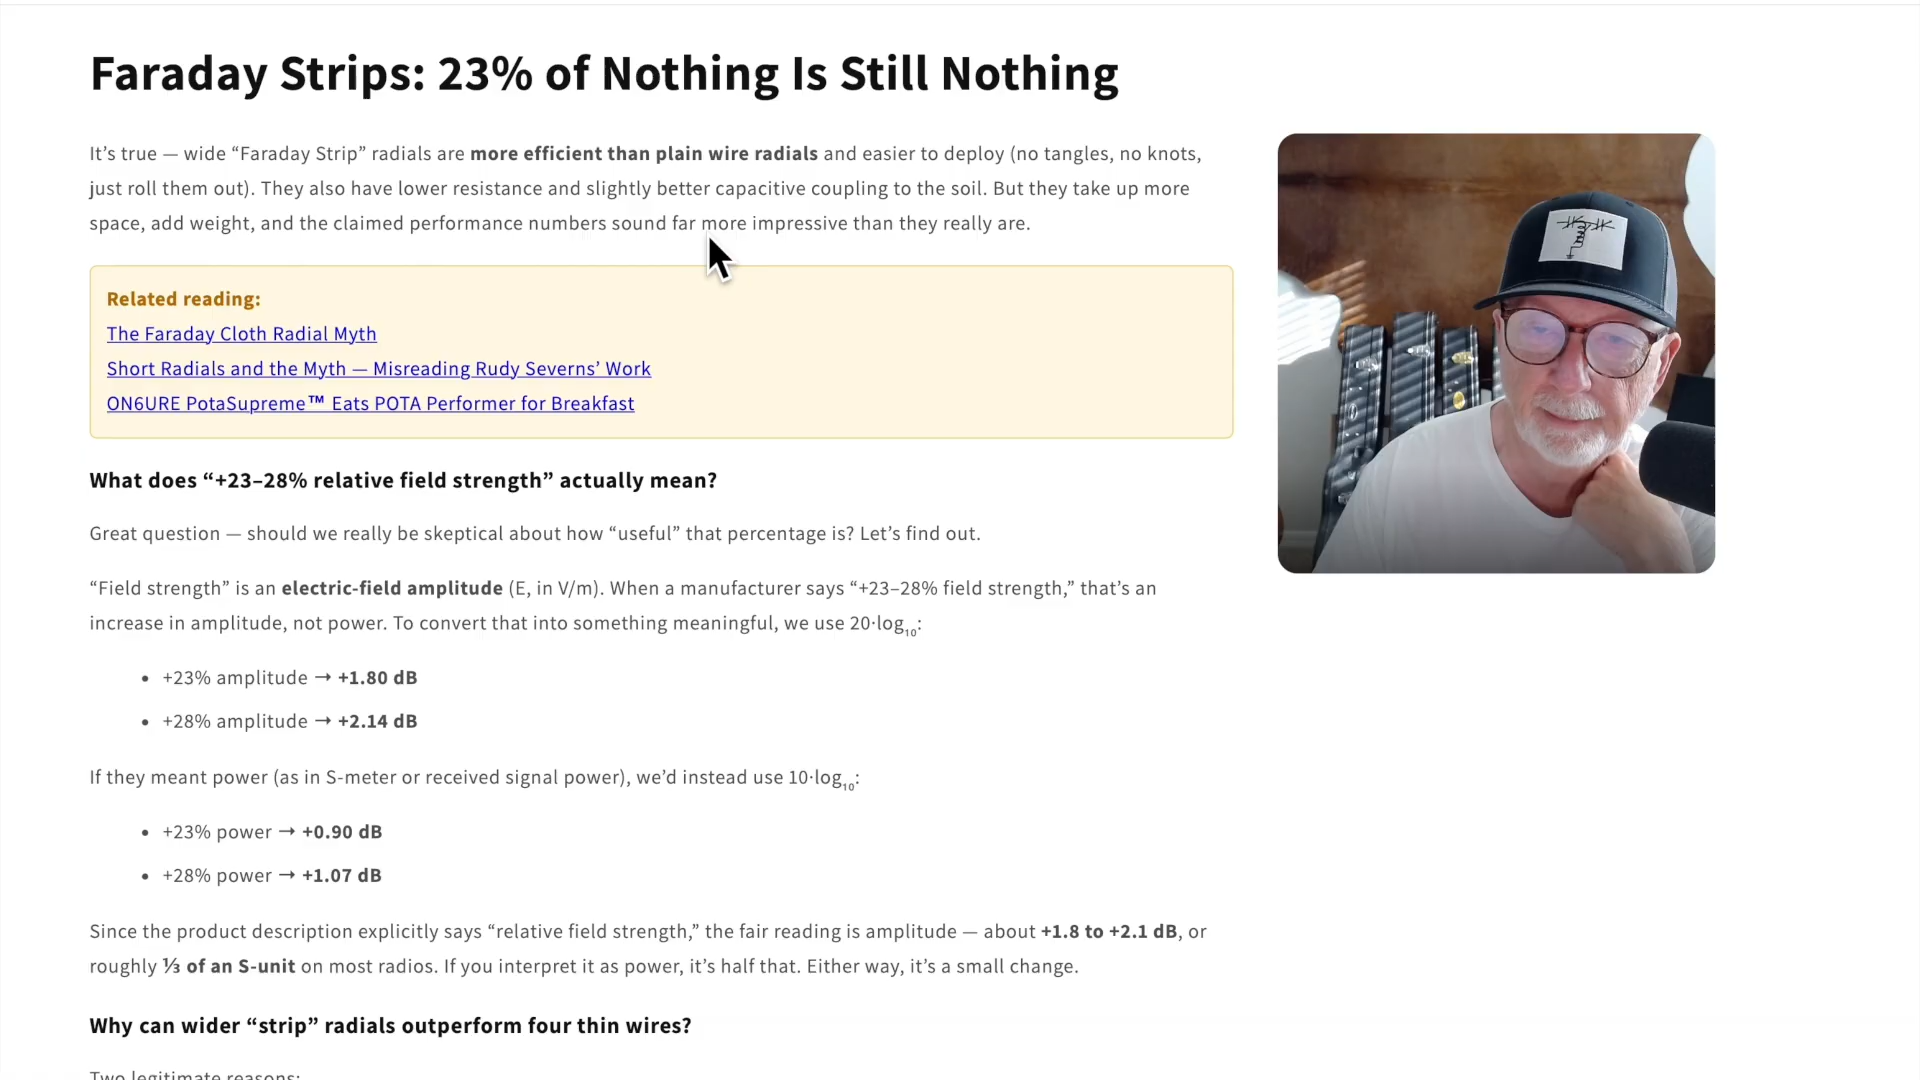 Faraday Strips: 23% of Nothing Is Still Nothing
It’s true — wide “Faraday Strip” radials are more efficient than plain wire radials and easier to deploy (no tangles, no knots,
just roll them out). They also have lower resistance and slightly better capacitive coupling to the soil. But they take up more
space, add weight, and the claimed performance numbers sound far more impressive than they really are.
Related reading:
The Faraday Cloth Radial Myth
Short Radials and the Myth — Misreading Rudy Severns’ Work
ON6URE PotaSupreme™ Eats POTA Performer for Breakfast
What does “+23–28% relative field strength” actually mean?
Great question — should we really be skeptical about how “useful” that percentage is? Let’s find out.
“Field strength” is an electric-field amplitude (E, in V/m). When a manufacturer says “+23–28% field strength,” that’s an
increase in amplitude, not power. To convert that into something meaningful, we use 20·log₁₀:
• +23% amplitude → +1.80 dB
• +28% amplitude → +2.14 dB
If they meant power (as in S-meter or received signal power), we’d instead use 10·log₁₀:
• +23% power → +0.90 dB
• +28% power → +1.07 dB
Since the product description explicitly says “relative field strength,” the fair reading is amplitude — about +1.8 to +2.1 dB, or
roughly ⅓ of an S-unit on most radios. If you interpret it as power, it’s half that. Either way, it’s a small change.
Why can wider “strip” radials outperform four thin wires?
Two legitimate reasons: